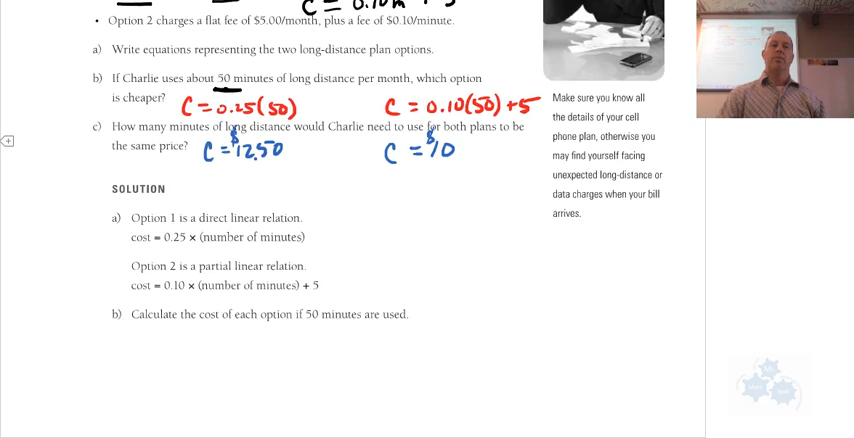 C = 0.10m + 5
• Option 2 charges a flat fee of $5.00/month, plus a fee of $0.10/minute.
a) Write equations representing the two long-distance plan options.
b) If Charlie uses about 50 minutes of long distance per month, which option
is cheaper?
C = 0.25(50)
C = 0.10(50) + 5
c) How many minutes of long distance would Charlie need to use for both plans to be
the same price?
C = $12.50
C = $10
SOLUTION
a) Option 1 is a direct linear relation.
cost = 0.25 × (number of minutes)
Option 2 is a partial linear relation.
cost = 0.10 × (number of minutes) + 5
b) Calculate the cost of each option if 50 minutes are used.
Make sure you know all
the details of your cell
phone plan, otherwise you
may find yourself facing
unexpected long-distance or
data charges when your bill
arrives.